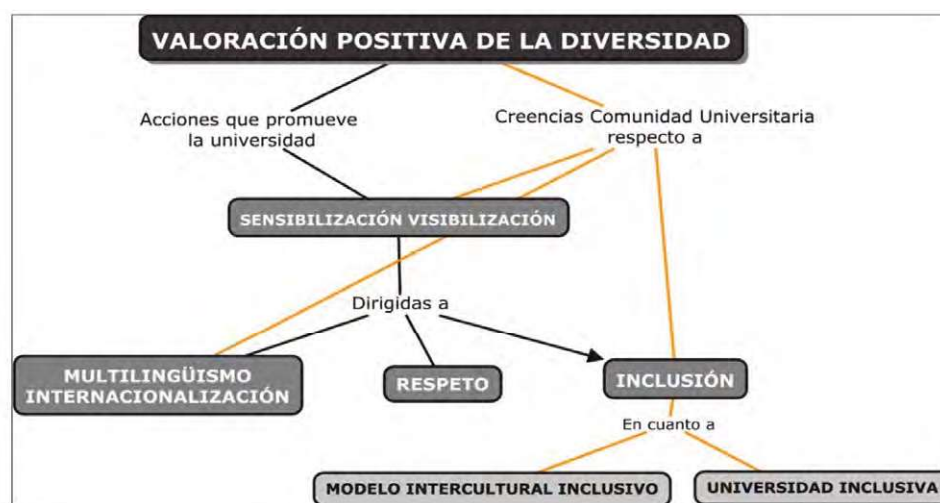 VALORACIÓN POSITIVA DE LA DIVERSIDAD
Acciones que promueve
la universidad
Creencias Comunidad Universitaria
respecto a
SENSIBILIZACIÓN VISIBILIZACIÓN
Dirigidas a
MULTILINGÜISMO
INTERNACIONALIZACIÓN
RESPETO
INCLUSIÓN
En cuanto a
MODELO INTERCULTURAL INCLUSIVO
UNIVERSIDAD INCLUSIVA